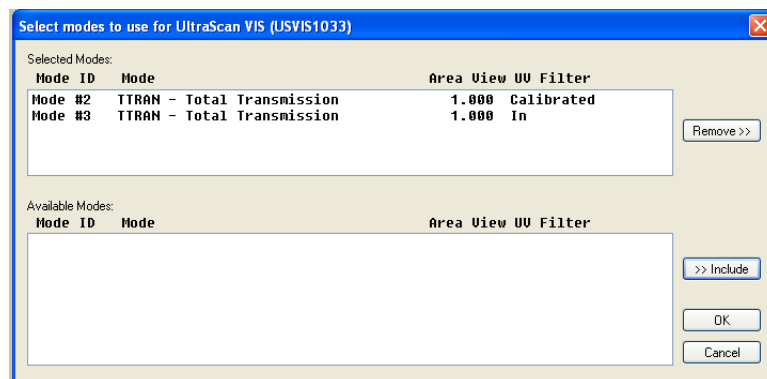 Select modes to use for UltraScan VIS (USVIS1033)
Selected Modes:
Mode ID Mode Area View UV Filter
Mode #2 TTRAN - Total Transmission 1.000 Calibrated
Mode #3 TTRAN - Total Transmission 1.000 In
Remove >>
Available Modes:
Mode ID Mode Area View UV Filter
>> Include
OK
Cancel